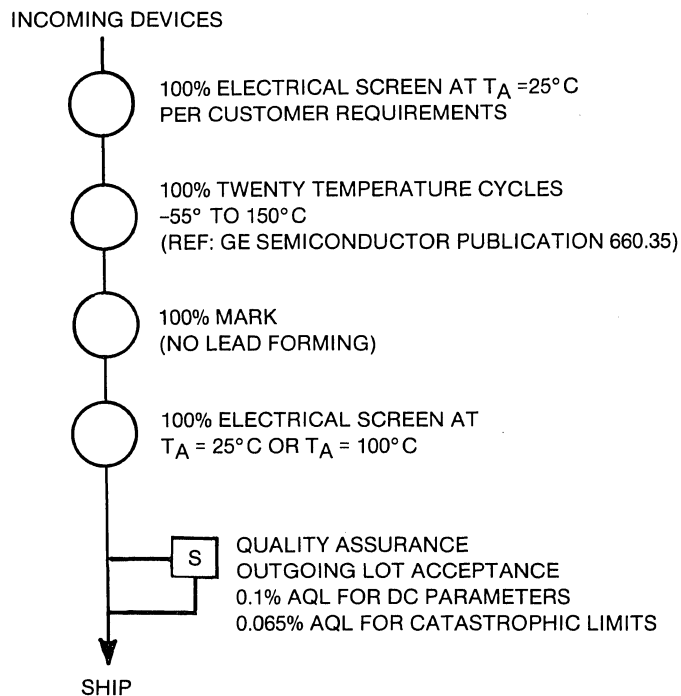 INCOMING DEVICES
100% ELECTRICAL SCREEN AT TA =25°C
PER CUSTOMER REQUIREMENTS
100% TWENTY TEMPERATURE CYCLES
–55° TO 150°C
(REF: GE SEMICONDUCTOR PUBLICATION 660.35)
100% MARK
(NO LEAD FORMING)
100% ELECTRICAL SCREEN AT
TA = 25°C OR TA = 100°C
S
QUALITY ASSURANCE
OUTGOING LOT ACCEPTANCE
0.1% AQL FOR DC PARAMETERS
0.065% AQL FOR CATASTROPHIC LIMITS
SHIP